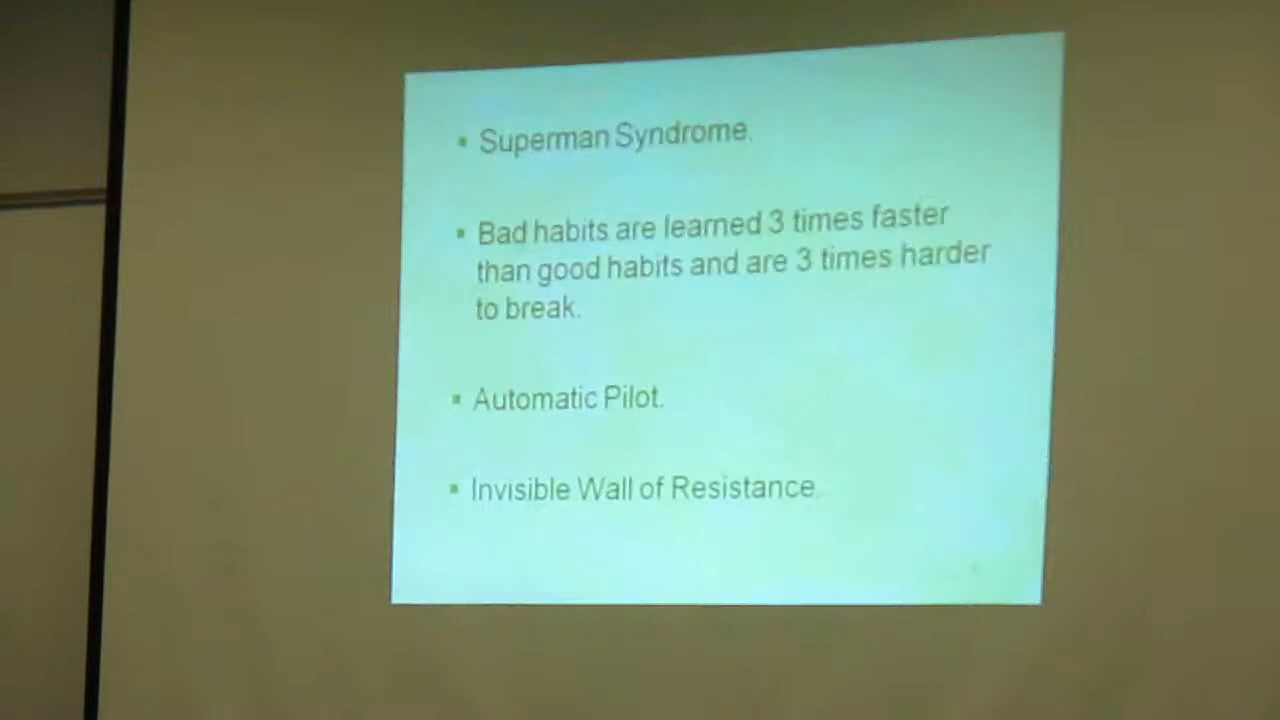 ▪ Superman Syndrome.
▪ Bad habits are learned 3 times faster
than good habits and are 3 times harder
to break.
▪ Automatic Pilot.
▪ Invisible Wall of Resistance.